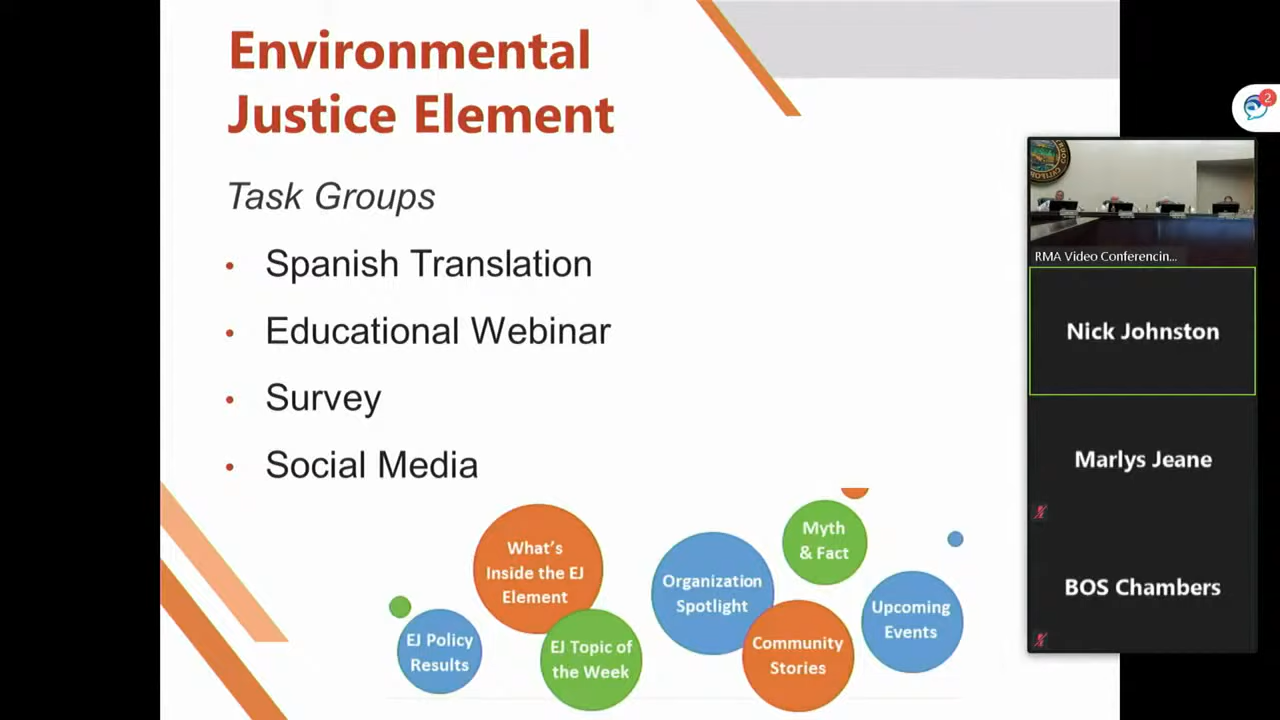 Environmental
Justice Element
Task Groups
• Spanish Translation
• Educational Webinar
• Survey
• Social Media
What's
Inside the EJ
Element
Organization
Spotlight
Myth
& Fact
EJ Policy
Results
EJ Topic of
the Week
Community
Stories
Upcoming
Events
2
RMA Video Conferencin...
Nick Johnston
Marlys Jeane
BOS Chambers